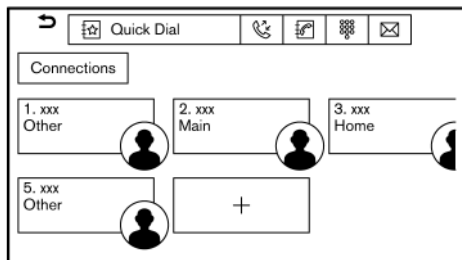 Quick Dial
Connections
1. xxx
Other
2. xxx
Main
3. xxx
Home
5. xxx
Other
+